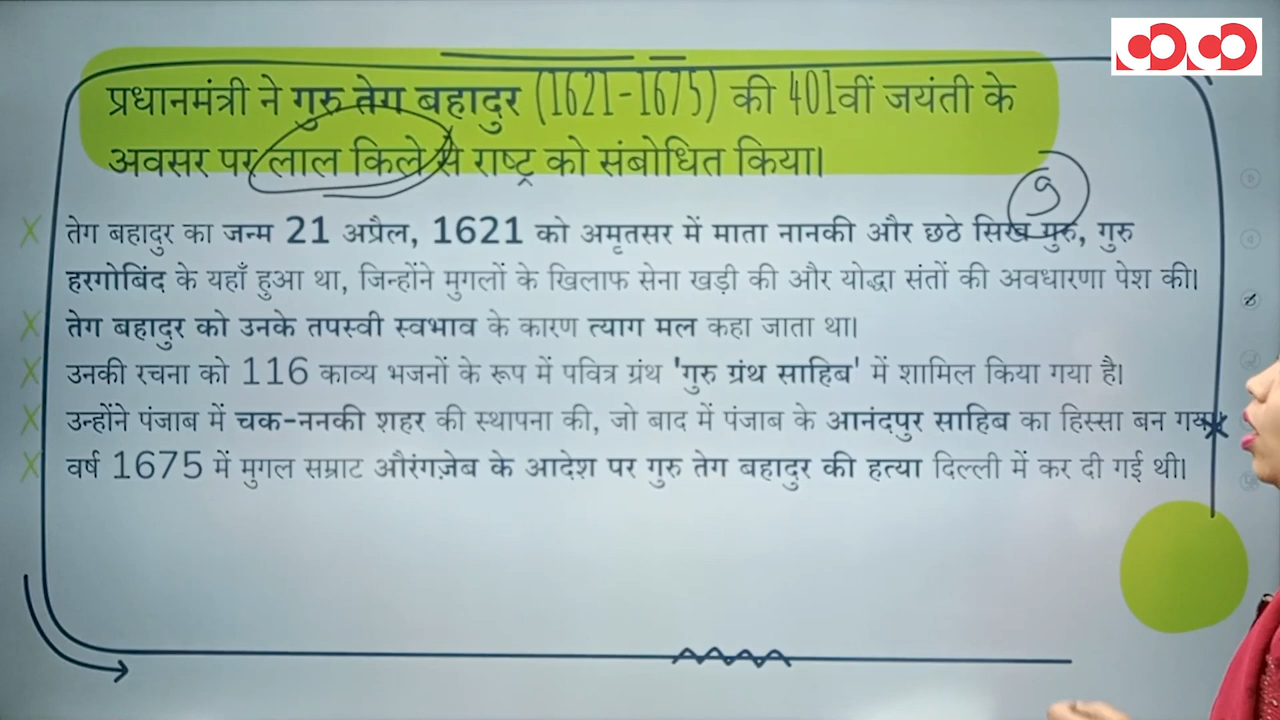 प्रधानमंत्री ने गुरु तेग बहादुर (1621-1675) की 401वीं जयंती के
अवसर पर लाल किले से राष्ट्र को संबोधित किया।
9
तेग बहादुर का जन्म 21 अप्रैल, 1621 को अमृतसर में माता नानकी और छठे सिख गुरु, गुरु
हरगोबिंद के यहाँ हुआ था, जिन्होंने मुगलों के खिलाफ सेना खड़ी की और योद्धा संतों की अवधारणा पेश की।
तेग बहादुर को उनके तपस्वी स्वभाव के कारण त्याग मल कहा जाता था।
उनकी रचना को 116 काव्य भजनों के रूप में पवित्र ग्रंथ 'गुरु ग्रंथ साहिब' में शामिल किया गया है।
उन्होंने पंजाब में चक-ननकी शहर की स्थापना की, जो बाद में पंजाब के आनंदपुर साहिब का हिस्सा बन
वर्ष 1675 में मुगल सम्राट औरंगज़ेब के आदेश पर गुरु तेग बहादुर की हत्या दिल्ली में कर दी गई थी।